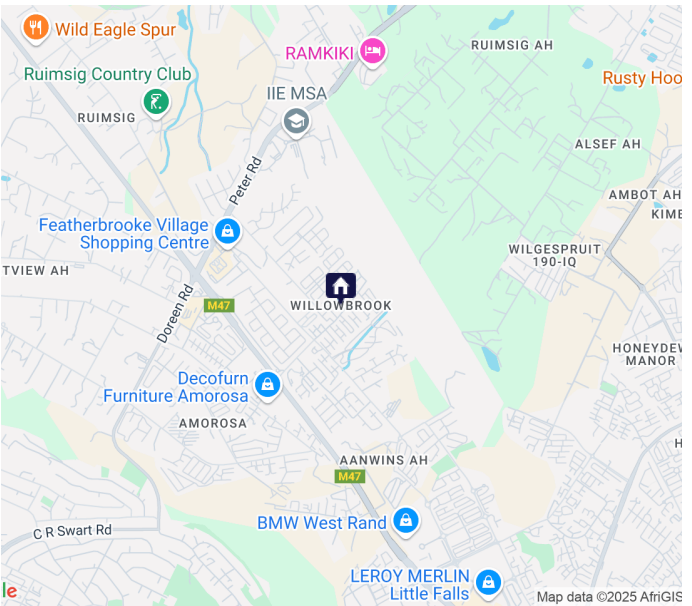 Wild Eagle Spur
RAMKIKI
RUIMSIG AH
Ruimsig Country Club
Rusty Hoo
IIE MSA
RUIMSIG
ALSEF AH
Peter Rd
AMBOT AH
KIMB
Featherbrooke Village
Shopping Centre
WILGESPRUIT
190-IQ
TVIEW AH
M47
WILLOWBROOK
Doreen Rd
HONEYDEW
MANOR
Decofurn
Furniture Amorosa
AMOROSA
AANWINS AH
M47
BMW West Rand
C R Swart Rd
LEROY MERLIN
Little Falls
le
Map data ©2025 AfriGIS